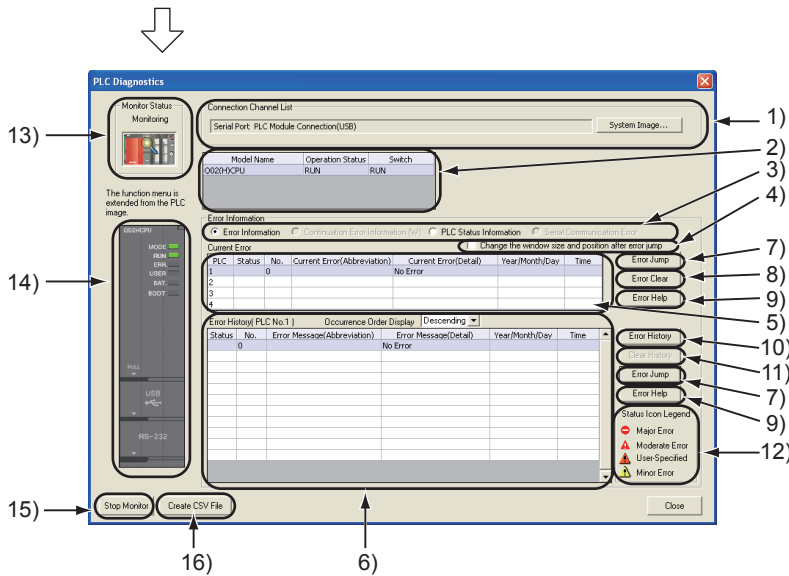 PLC Diagnostics
Monitor Status
Monitoring
13)
Connection Channel List
Serial Port PLC Module Connection(USB)
System Image...
1)
Model Name Operation Status Switch
Q02(H)CPU RUN RUN
2)
3)
4)
The function menu is
extended from the PLC
image.
Error Information
Error Information Continuation Error Information [W] PLC Status Information Serial Communication Error
Change the window size and position after error jump
Current Error
PLC Status No. Current Error(Abbreviation) Current Error(Detail) Year/Month/Day Time
1 0 No Error
2
3
4
Error Jump
7)
Error Clear
8)
Error Help
9)
5)
Q02HCPU
MODE
RUN
ERR.
USER
BAT.
BOOT
PULL
USB
RS-232
14)
Error History( PLC No.1 ) Occurrence Order Display Descending
Status No. Error Message(Abbreviation) Error Message(Detail) Year/Month/Day Time
0 No Error
Error History
10)
Clear History
11)
Error Jump
7)
Error Help
9)
Status Icon Legend
Major Error
Moderate Error
User-Specified
Minor Error
12)
15)
Stop Monitor
Create CSV File
Close
16)
6)